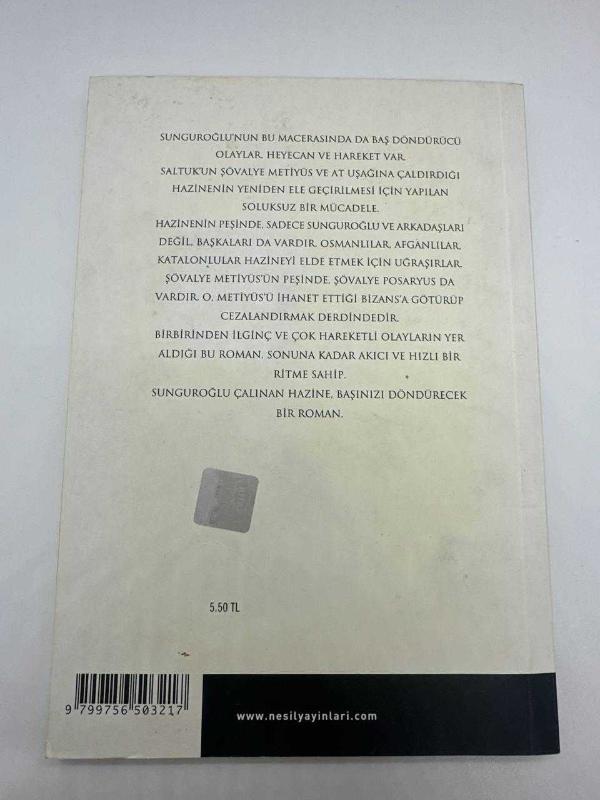 SUNGUROĞLU'NUN BU MACERASINDA DA BAŞ DÖNDÜRÜCÜ
OLAYLAR, HEYECAN VE HAREKET VAR.
SALTUK'UN ŞÖVALYE METİYÜS VE AT UŞAĞINA ÇALDIRDIĞI
HAZİNENİN YENİDEN ELE GEÇİRİLMESİ İÇİN YAPILAN
SOLUKSUZ BİR MÜCADELE.
HAZİNENİN PEŞİNDE, SADECE SUNGUROĞLU VE ARKADAŞLARI
DEĞİL, BAŞKALARI DA VARDIR. OSMANLILAR, AFGANLILAR,
KATALONLULAR HAZİNEYİ ELDE ETMEK İÇİN UĞRAŞIRLAR.
ŞÖVALYE METİYÜS'ÜN PEŞİNDE, ŞÖVALYE POSARYUS DA
VARDIR. O, METİYÜS'Ü İHANET ETTİĞİ BİZANS'A GÖTÜRÜP
CEZALANDIRMAK DERDİNDEDİR.
BİRBİRİNDEN İLGİNÇ VE ÇOK HAREKETLİ OLAYLARIN YER
ALDIĞI BU ROMAN, SONUNA KADAR AKICI VE HIZLI BİR
RİTME SAHİP.
SUNGUROĞLU ÇALINAN HAZİNE, BAŞINIZI DÖNDÜRECEK
BİR ROMAN.
5.50 TL
9 799756 503217
www.nesilyayinlari.com